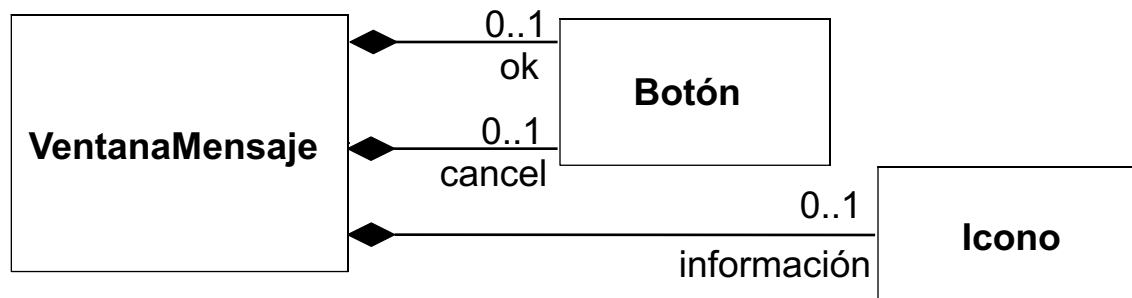 VentanaMensaje
0..1
ok
Botón
0..1
cancel
0..1
información
Icono